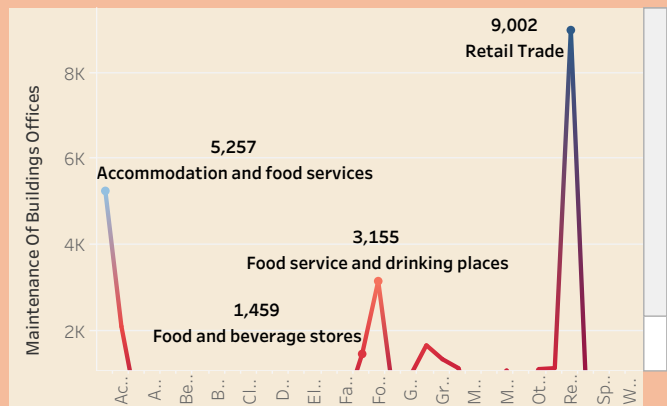 9,002
Retail Trade
8K
5,257
Accommodation and food services
6K
3,155
Food service and drinking places
4K
1,459
Food and beverage stores
2K
Maintenance Of Buildings Offices
Ac..
A..
Be..
B..
Cl..
D..
El..
Fa..
Fo..
G..
Gr..
M..
M..
Ot..
Re..
Sp..
W..